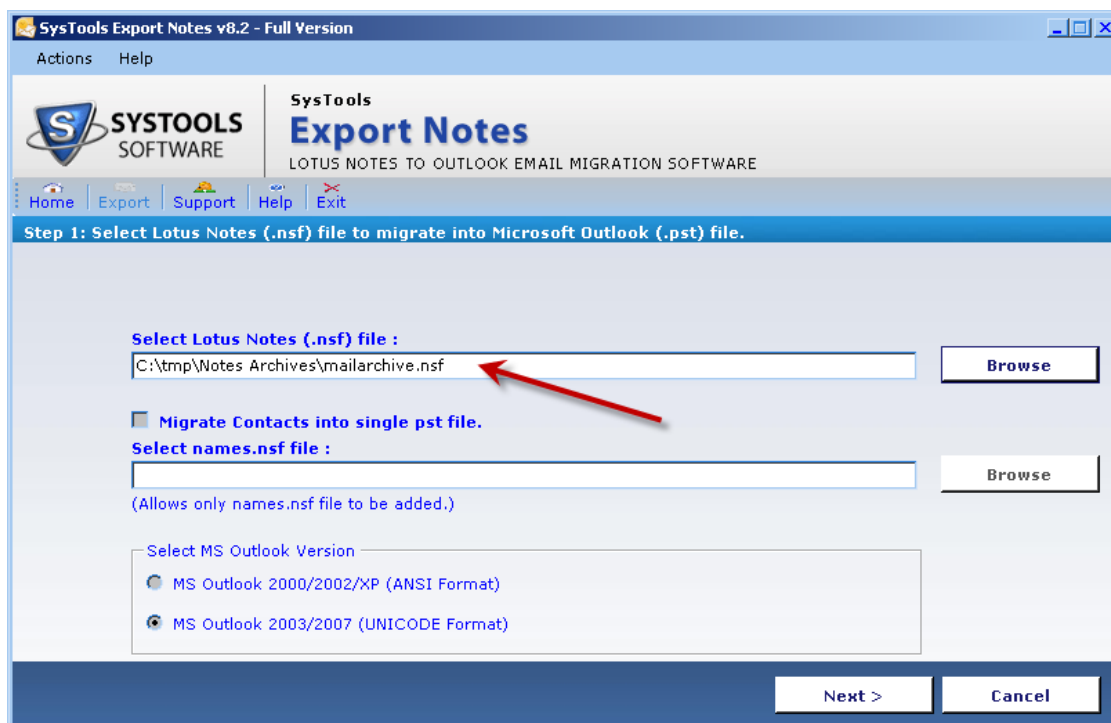 SysTools Export Notes v8.2 - Full Version
Actions Help
SYSTOOLS
SOFTWARE
SysTools
Export Notes
LOTUS NOTES TO OUTLOOK EMAIL MIGRATION SOFTWARE
Home Export Support Help Exit
Step 1: Select Lotus Notes (.nsf) file to migrate into Microsoft Outlook (.pst) file.
Select Lotus Notes (.nsf) file :
C:\tmp\Notes Archives\mailarchive.nsf Browse
Migrate Contacts into single pst file.
Select names.nsf file :
Browse
(Allows only names.nsf file to be added.)
Select MS Outlook Version
MS Outlook 2000/2002/XP (ANSI Format)
MS Outlook 2003/2007 (UNICODE Format)
Next > Cancel